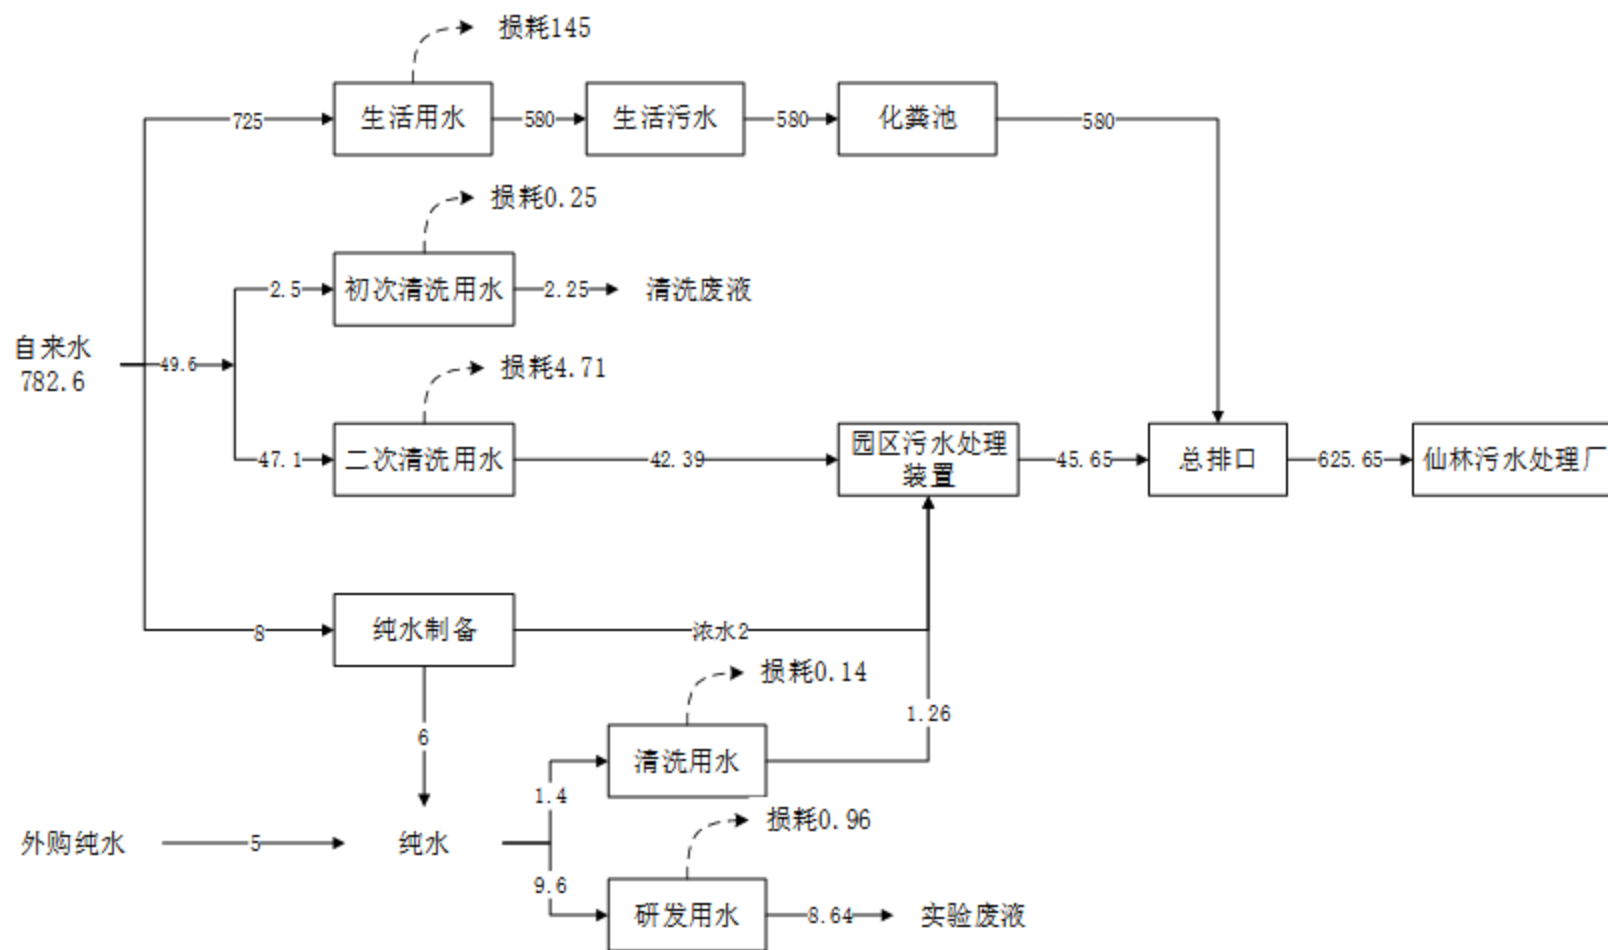 损耗145
725
生活用水
580
生活污水
580
化粪池
580
损耗0.25
2.5
初次清洗用水
2.25
清洗废液
自来水
782.6
49.6
损耗4.71
47.1
二次清洗用水
42.39
园区污水处理
装置
45.65
总排口
625.65
仙林污水处理厂
8
纯水制备
浓水2
损耗0.14
1.26
6
清洗用水
1.4
损耗0.96
外购纯水
5
纯水
9.6
研发用水
8.64
实验废液